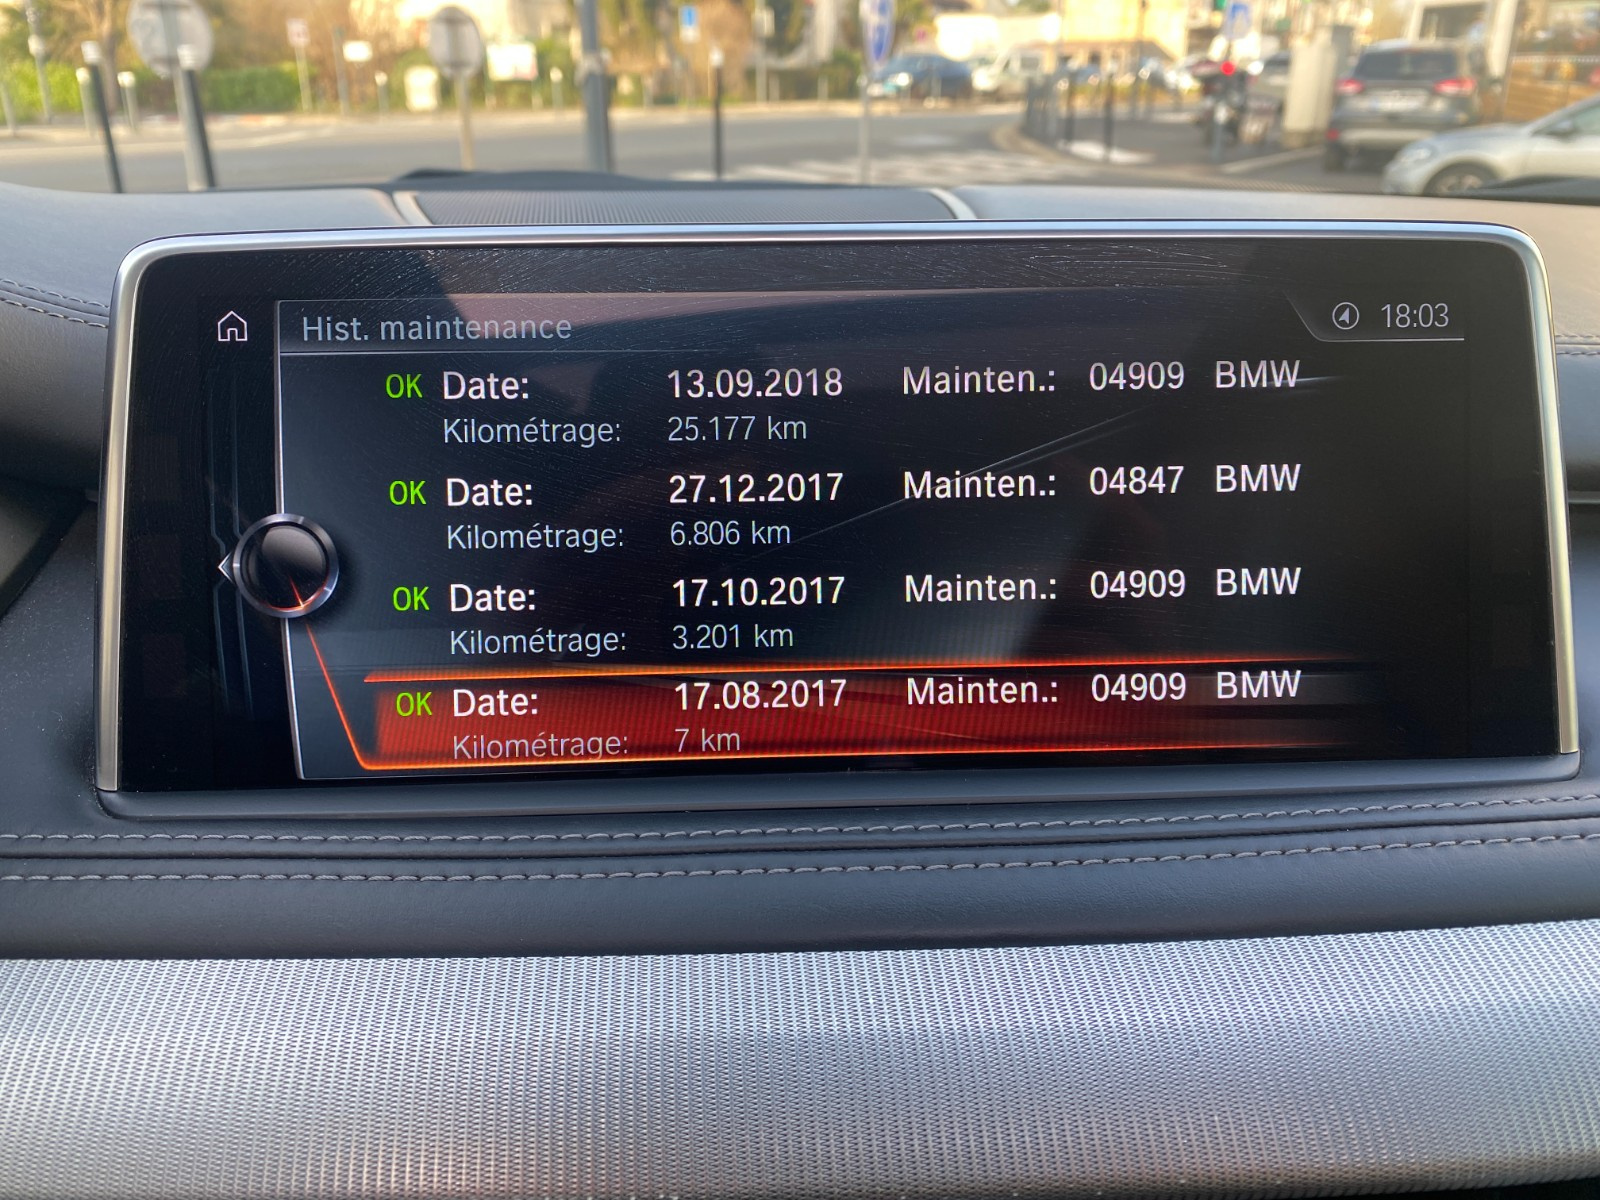 Hist. maintenance 18:03
OK Date: 13.09.2018 Mainten.: 04909 BMW
Kilométrage: 25.177 km
OK Date: 27.12.2017 Mainten.: 04847 BMW
Kilométrage: 6.806 km
OK Date: 17.10.2017 Mainten.: 04909 BMW
Kilométrage: 3.201 km
OK Date: 17.08.2017 Mainten.: 04909 BMW
Kilométrage: 7 km